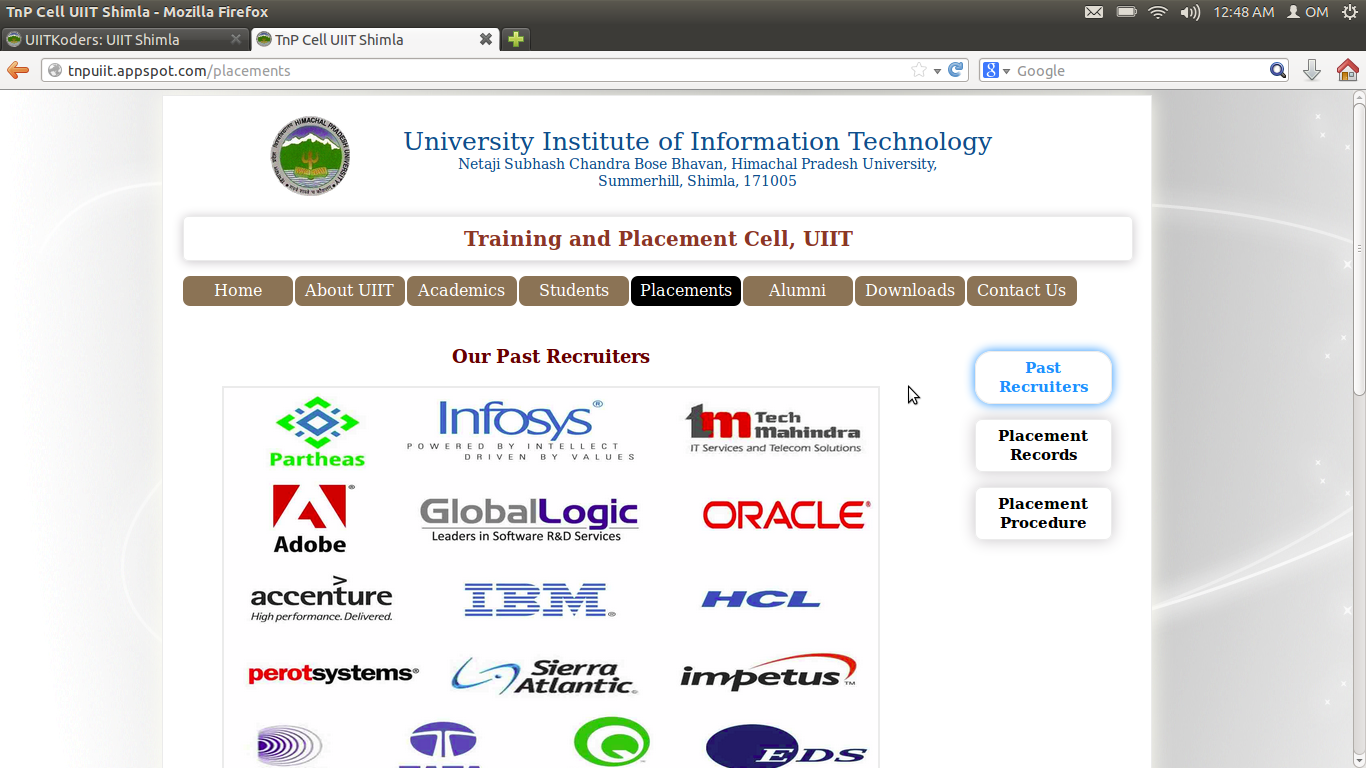 TnP Cell UIIT Shimla - Mozilla Firefox
12:48 AM
OM
UIITKoders: UIIT Shimla
TnP Cell UIIT Shimla
tnpuiit.appspot.com/placements
Google
University Institute of Information Technology
Netaji Subhash Chandra Bose Bhavan, Himachal Pradesh University,
Summerhill, Shimla, 171005
HIMACHAL PRADESH UNIVERSITY
Training and Placement Cell, UIIT
Home
About UIIT
Academics
Students
Placements
Alumni
Downloads
Contact Us
Our Past Recruiters
Past
Recruiters
Placement
Records
Placement
Procedure
Partheas
Infosys®
POWERED BY INTELLECT
DRIVEN BY VALUES
tm Tech
Mahindra
IT Services and Telecom Solutions
Adobe
GlobalLogic
Leaders in Software R&D Services
ORACLE®
accenture
High performance. Delivered.
IBM®
HCL
perotsystems®
Sierra
Atlantic
impetus™
EDS